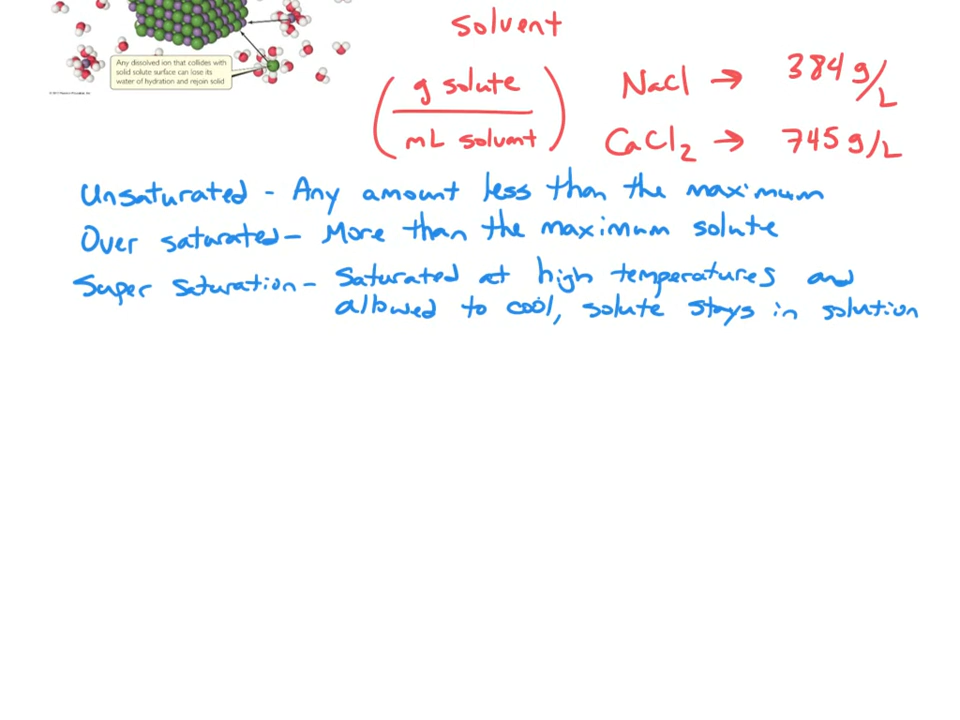 solvent
Any dissolved ion that collides with
solid solute surface can lose its
water of hydration and rejoin solid
(g solute / mL solvent)
NaCl → 384 g/L
CaCl₂ → 745 g/L
Unsaturated - Any amount less than the maximum
Over saturated - More than the maximum solute
Super saturation - Saturated at high temperatures and
allowed to cool, solute stays in solution